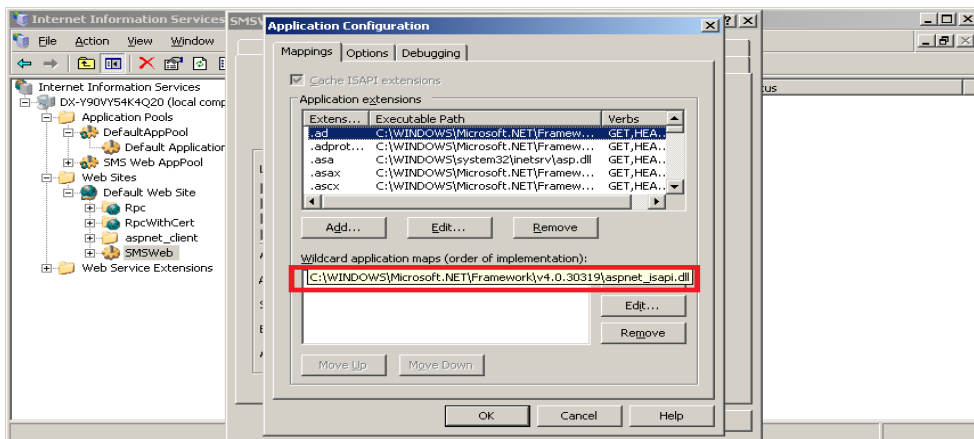 Internet Information Services
SMSW
Application Configuration
File Action View Window
Mappings Options Debugging
Cache ISAPI extensions
Application extensions
Extens... Executable Path Verbs
.ad C:\WINDOWS\Microsoft.NET\Framew... GET,HEA...
.adprot... C:\WINDOWS\Microsoft.NET\Framew... GET,HEA...
.asa C:\WINDOWS\system32\inetsrv\asp.dll GET,HEA...
.asax C:\WINDOWS\Microsoft.NET\Framew... GET,HEA...
.ascx C:\WINDOWS\Microsoft.NET\Framew... GET,HEA...
Add... Edit... Remove
Wildcard application maps (order of implementation):
C:\WINDOWS\Microsoft.NET\Framework\v4.0.30319\aspnet_isapi.dll
Edit...
Remove
Move Up Move Down
OK Cancel Help
Internet Information Services
DX-Y90VY54K4Q20 (local comp
Application Pools
DefaultAppPool
Default Application
SMS Web AppPool
Web Sites
Default Web Site
Rpc
RpcWithCert
aspnet_client
SMSWeb
Web Service Extensions
tus